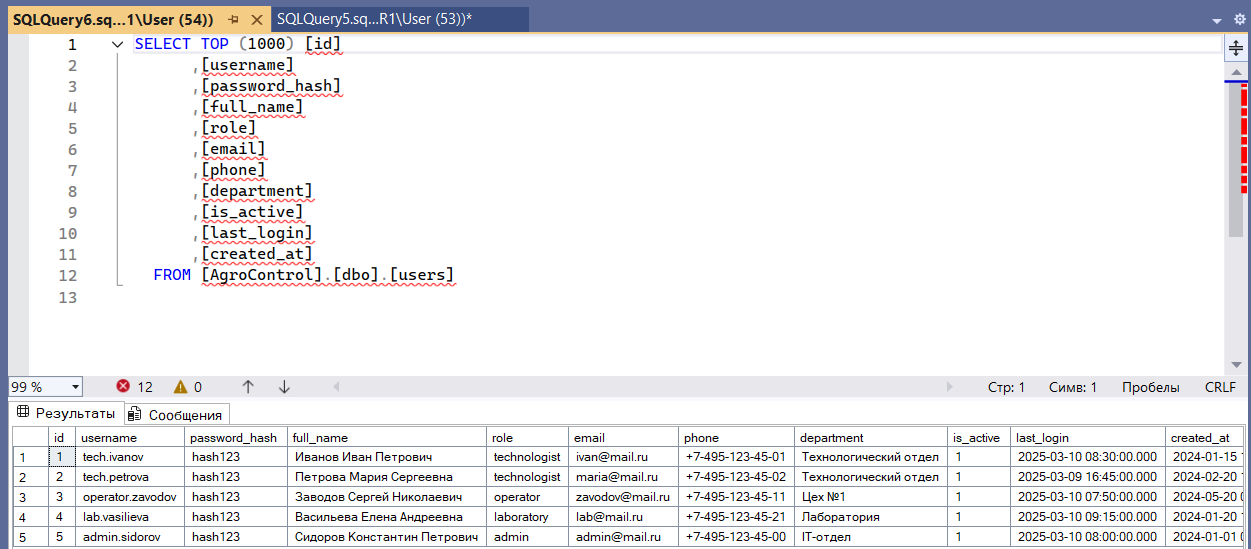 SQLQuery6.sq...1\User (54)) SQLQuery5.sq...R1\User (53))*
1 SELECT TOP (1000) [id]
2 ,[username]
3 ,[password_hash]
4 ,[full_name]
5 ,[role]
6 ,[email]
7 ,[phone]
8 ,[department]
9 ,[is_active]
10 ,[last_login]
11 ,[created_at]
12 FROM [AgroControl].[dbo].[users]
13
99 % 12 0 Стр: 1 Симв: 1 Пробелы CRLF
Результаты Сообщения
id username password_hash full_name role email phone department is_active last_login created_at
1 1 tech.ivanov hash123 Иванов Иван Петрович technologist ivan@mail.ru +7-495-123-45-01 Технологический отдел 1 2025-03-10 08:30:00.000 2024-01-15
2 2 tech.petrova hash123 Петрова Мария Сергеевна technologist maria@mail.ru +7-495-123-45-02 Технологический отдел 1 2025-03-09 16:45:00.000 2024-02-20
3 3 operator.zavodov hash123 Заводов Сергей Николаевич operator zavodov@mail.ru +7-495-123-45-11 Цех №1 1 2025-03-10 07:50:00.000 2024-05-20
4 4 lab.vasilieva hash123 Васильева Елена Андреевна laboratory lab@mail.ru +7-495-123-45-21 Лаборатория 1 2025-03-10 09:15:00.000 2024-01-20
5 5 admin.sidorov hash123 Сидоров Константин Петрович admin admin@mail.ru +7-495-123-45-00 IT-отдел 1 2025-03-10 08:00:00.000 2024-01-01